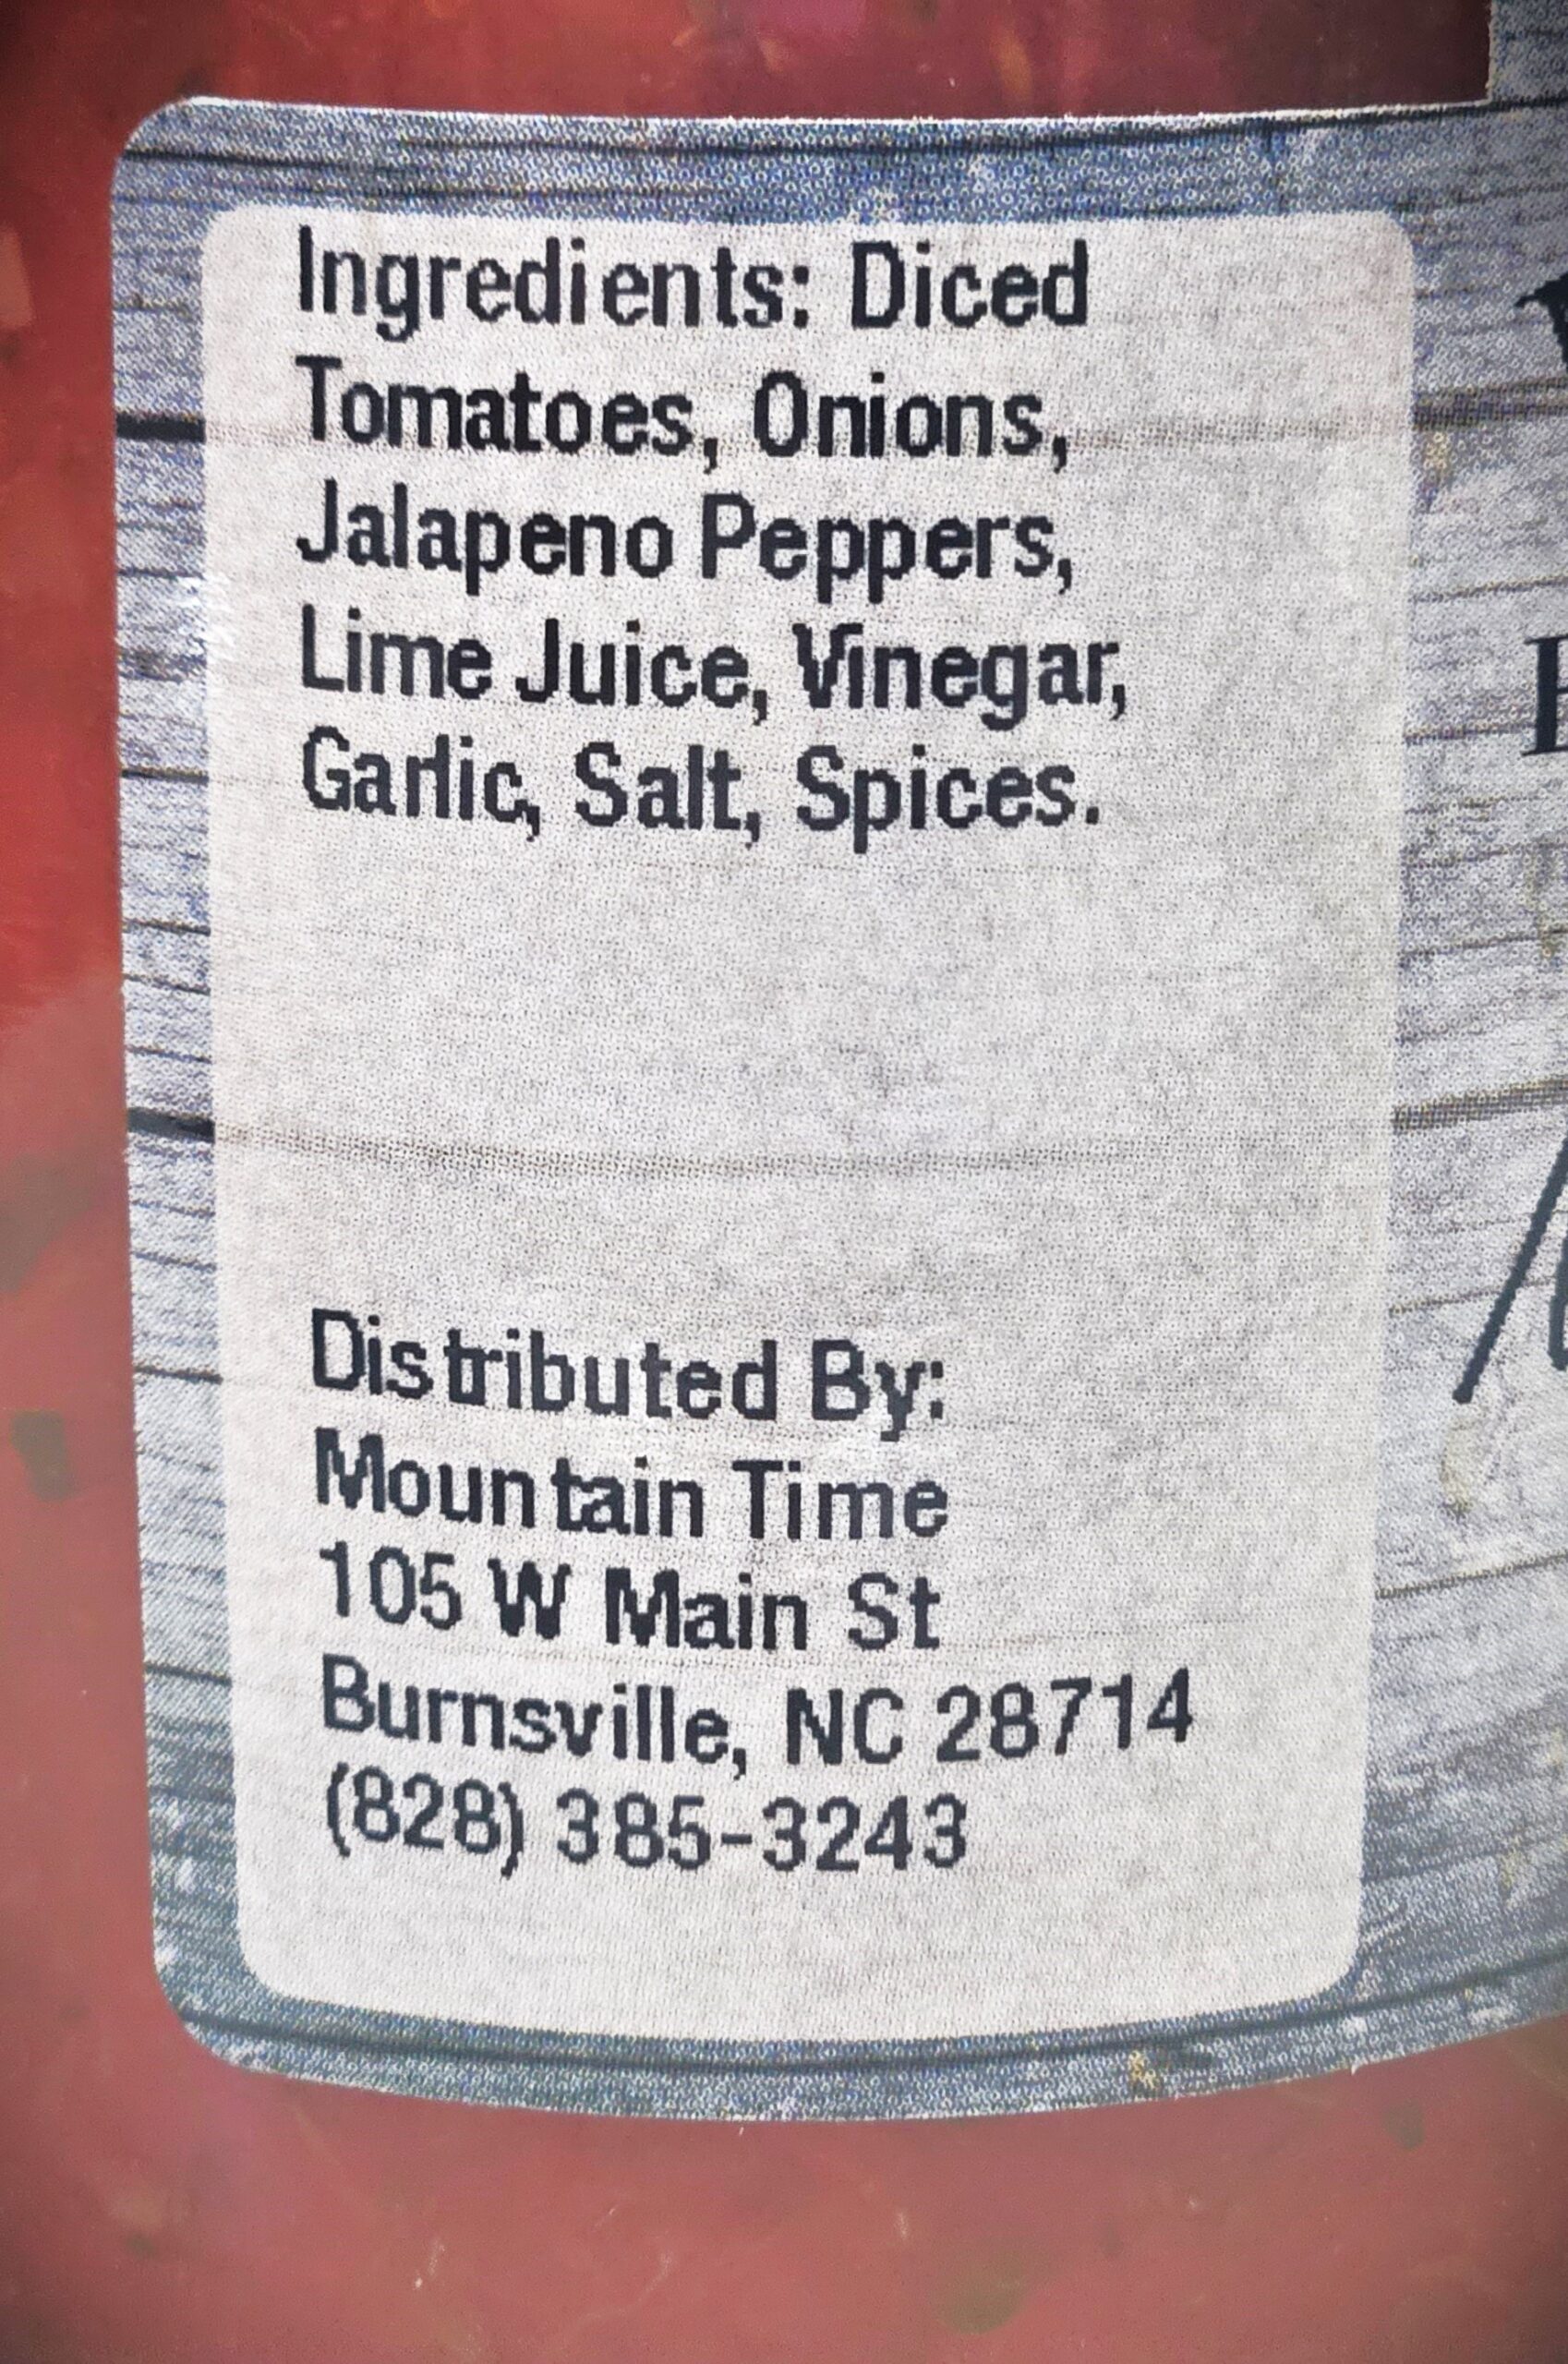 Ingredients: Diced
Tomatoes, Onions,
Jalapeno Peppers,
Lime Juice, Vinegar,
Garlic, Salt, Spices.
Distributed By:
Mountain Time
105 W Main St
Burnsville, NC 28714
(828) 385-3243